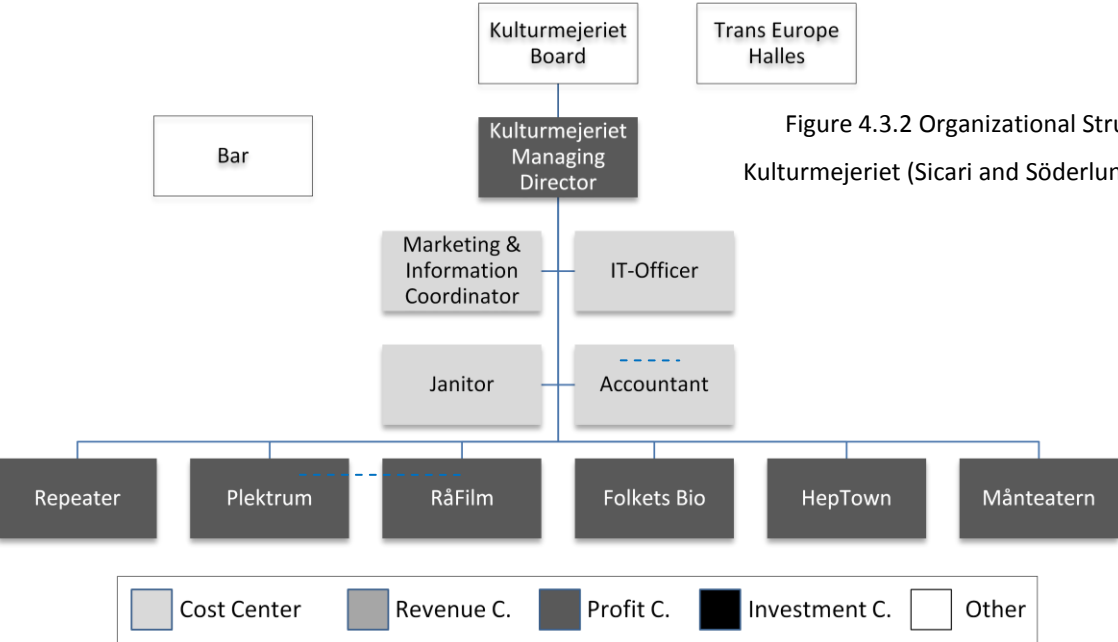 Kulturmejeriet
Board
Trans Europe
Halles
Bar
Kulturmejeriet
Managing
Director
Figure 4.3.2 Organizational Stru
Kulturmejeriet (Sicari and Söderlun
Marketing &
Information
Coordinator
IT-Officer
Janitor
Accountant
Repeater
Plektrum
RåFilm
Folkets Bio
HepTown
Månteatern
Cost Center
Revenue C.
Profit C.
Investment C.
Other